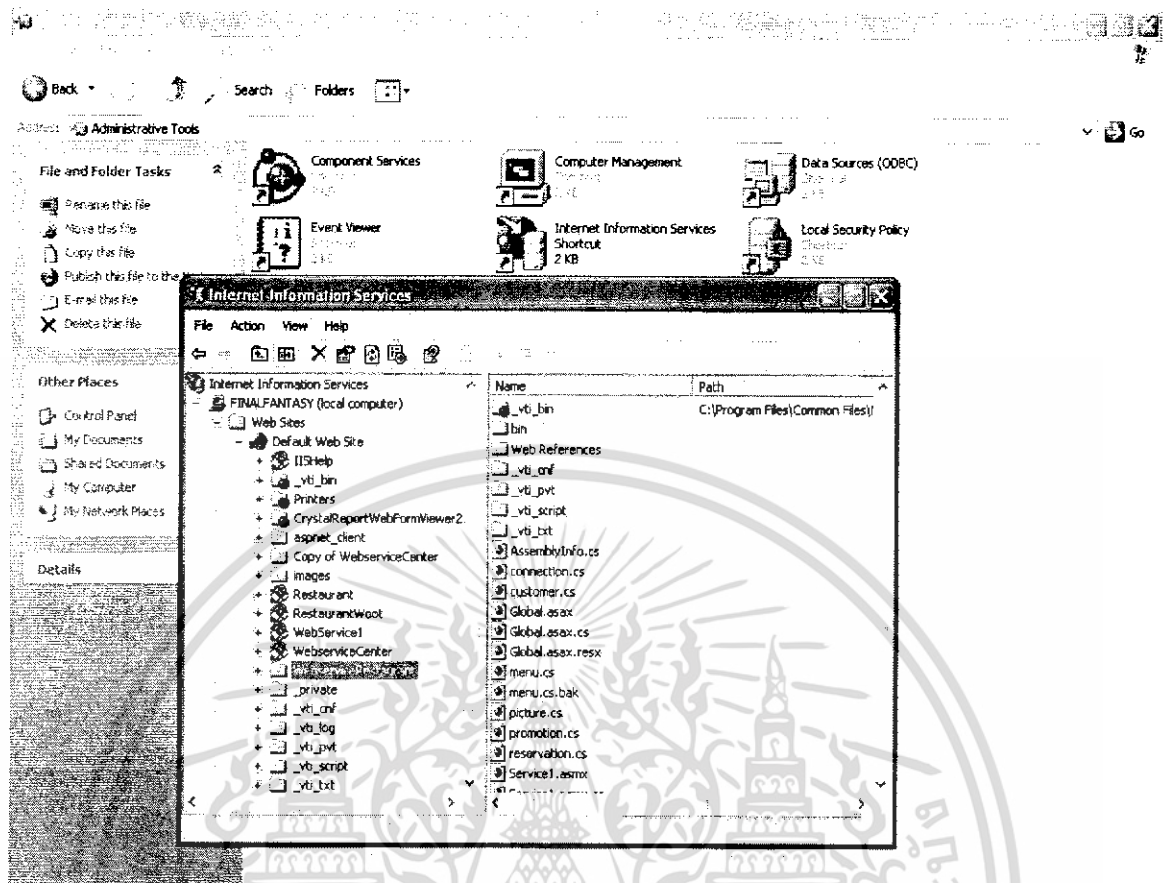 Back
Search
Folders
Address
Administrative Tools
Go
File and Folder Tasks
Rename this file
Move this file
Copy this file
Publish this file to the
E-mail this file
Delete this file
Other Places
Control Panel
My Documents
Shared Documents
My Computer
My Network Places
Details
Component Services
Computer Management
Data Sources (ODBC)
Event Viewer
Internet Information Services
Shortcut
2 KB
Local Security Policy
Internet Information Services
File Action View Help
Internet Information Services
FINALFANTASY (local computer)
Web Sites
Default Web Site
IISHelp
_vti_bin
Printers
CrystalReportWebFormViewer2
aspnet_client
Copy of WebserviceCenter
images
Restaurant
RestaurantWoot
WebService1
WebserviceCenter
_private
_vti_cnf
_vti_log
_vti_pvt
_vti_script
_vti_txt
Name Path
_vti_bin C:\Program Files\Common Files\
bin
Web References
_vti_cnf
_vti_pvt
_vti_script
_vti_txt
AssemblyInfo.cs
connection.cs
customer.cs
Global.asax
Global.asax.cs
Global.asax.resx
menu.cs
menu.cs.bak
picture.cs
promotion.cs
reservation.cs
Service1.asmx